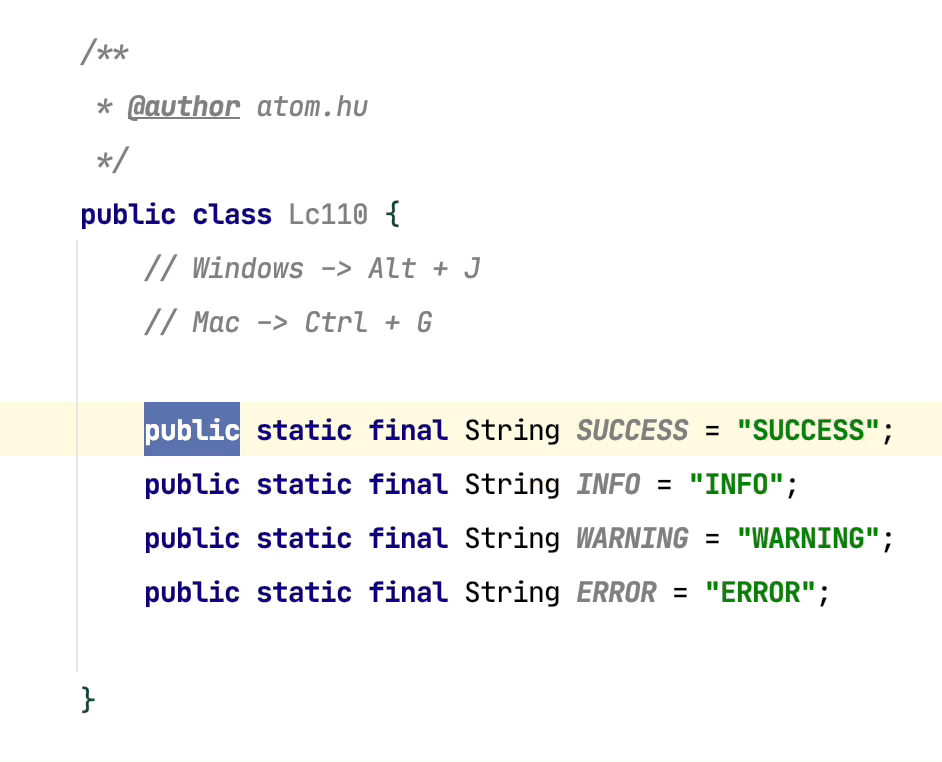 /**
 * @author atom.hu
 */
public class Lc110 {
    // Windows -> Alt + J
    // Mac -> Ctrl + G
    public static final String SUCCESS = "SUCCESS";
    public static final String INFO = "INFO";
    public static final String WARNING = "WARNING";
    public static final String ERROR = "ERROR";
}